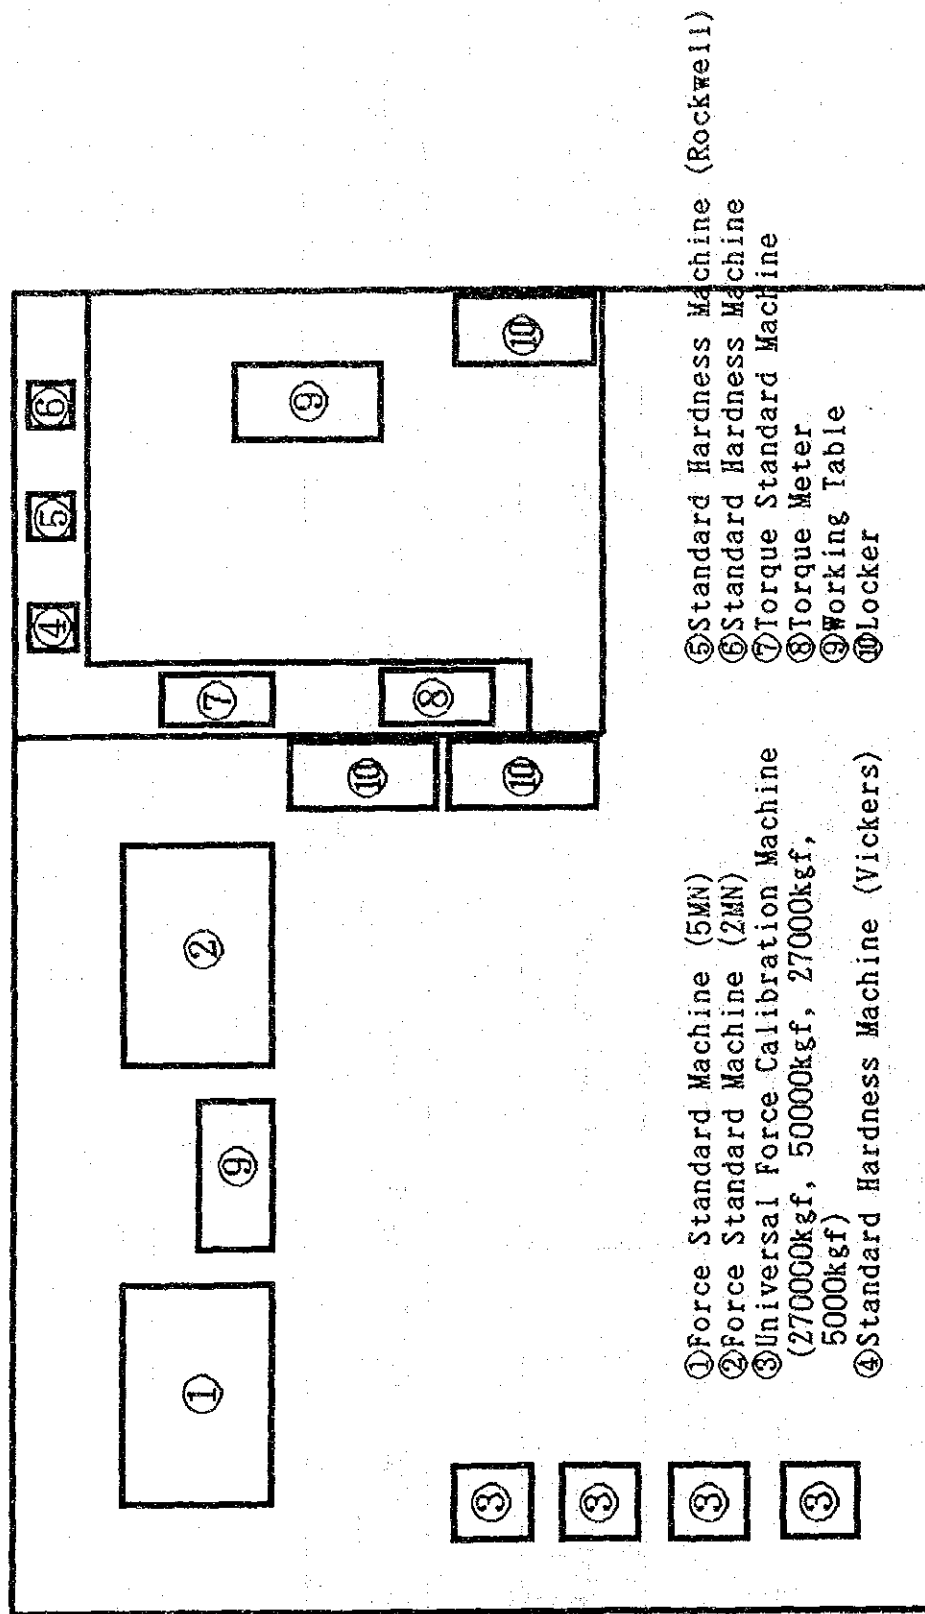 ④
⑤
⑥
⑦
⑧
⑨
⑩
⑩
⑩
②
⑨
①
③
③
③
③
①Force Standard Machine (5MN)
②Force Standard Machine (2MN)
③Universal Force Calibration Machine
(270000kgf, 50000kgf, 27000kgf,
5000kgf)
④Standard Hardness Machine (Vickers)
⑤Standard Hardness Machine (Rockwell)
⑥Standard Hardness Machine
⑦Torque Standard Machine
⑧Torque Meter
⑨Working Table
⑩Locker